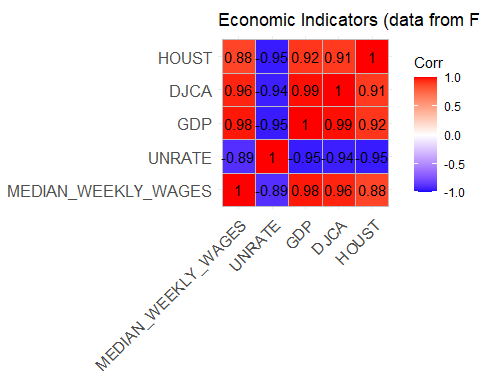 Economic Indicators (data from F
HOUST 0.88 -0.95 0.92 0.91 1
DJCA 0.96 -0.94 0.99 1 0.91
GDP 0.98 -0.95 1 0.99 0.92
UNRATE -0.89 1 -0.95 -0.94 -0.95
MEDIAN_WEEKLY_WAGES 1 -0.89 0.98 0.96 0.88
MEDIAN_WEEKLY_WAGES
UNRATE
GDP
DJCA
HOUST
Corr
1.0
0.5
0.0
-0.5
-1.0